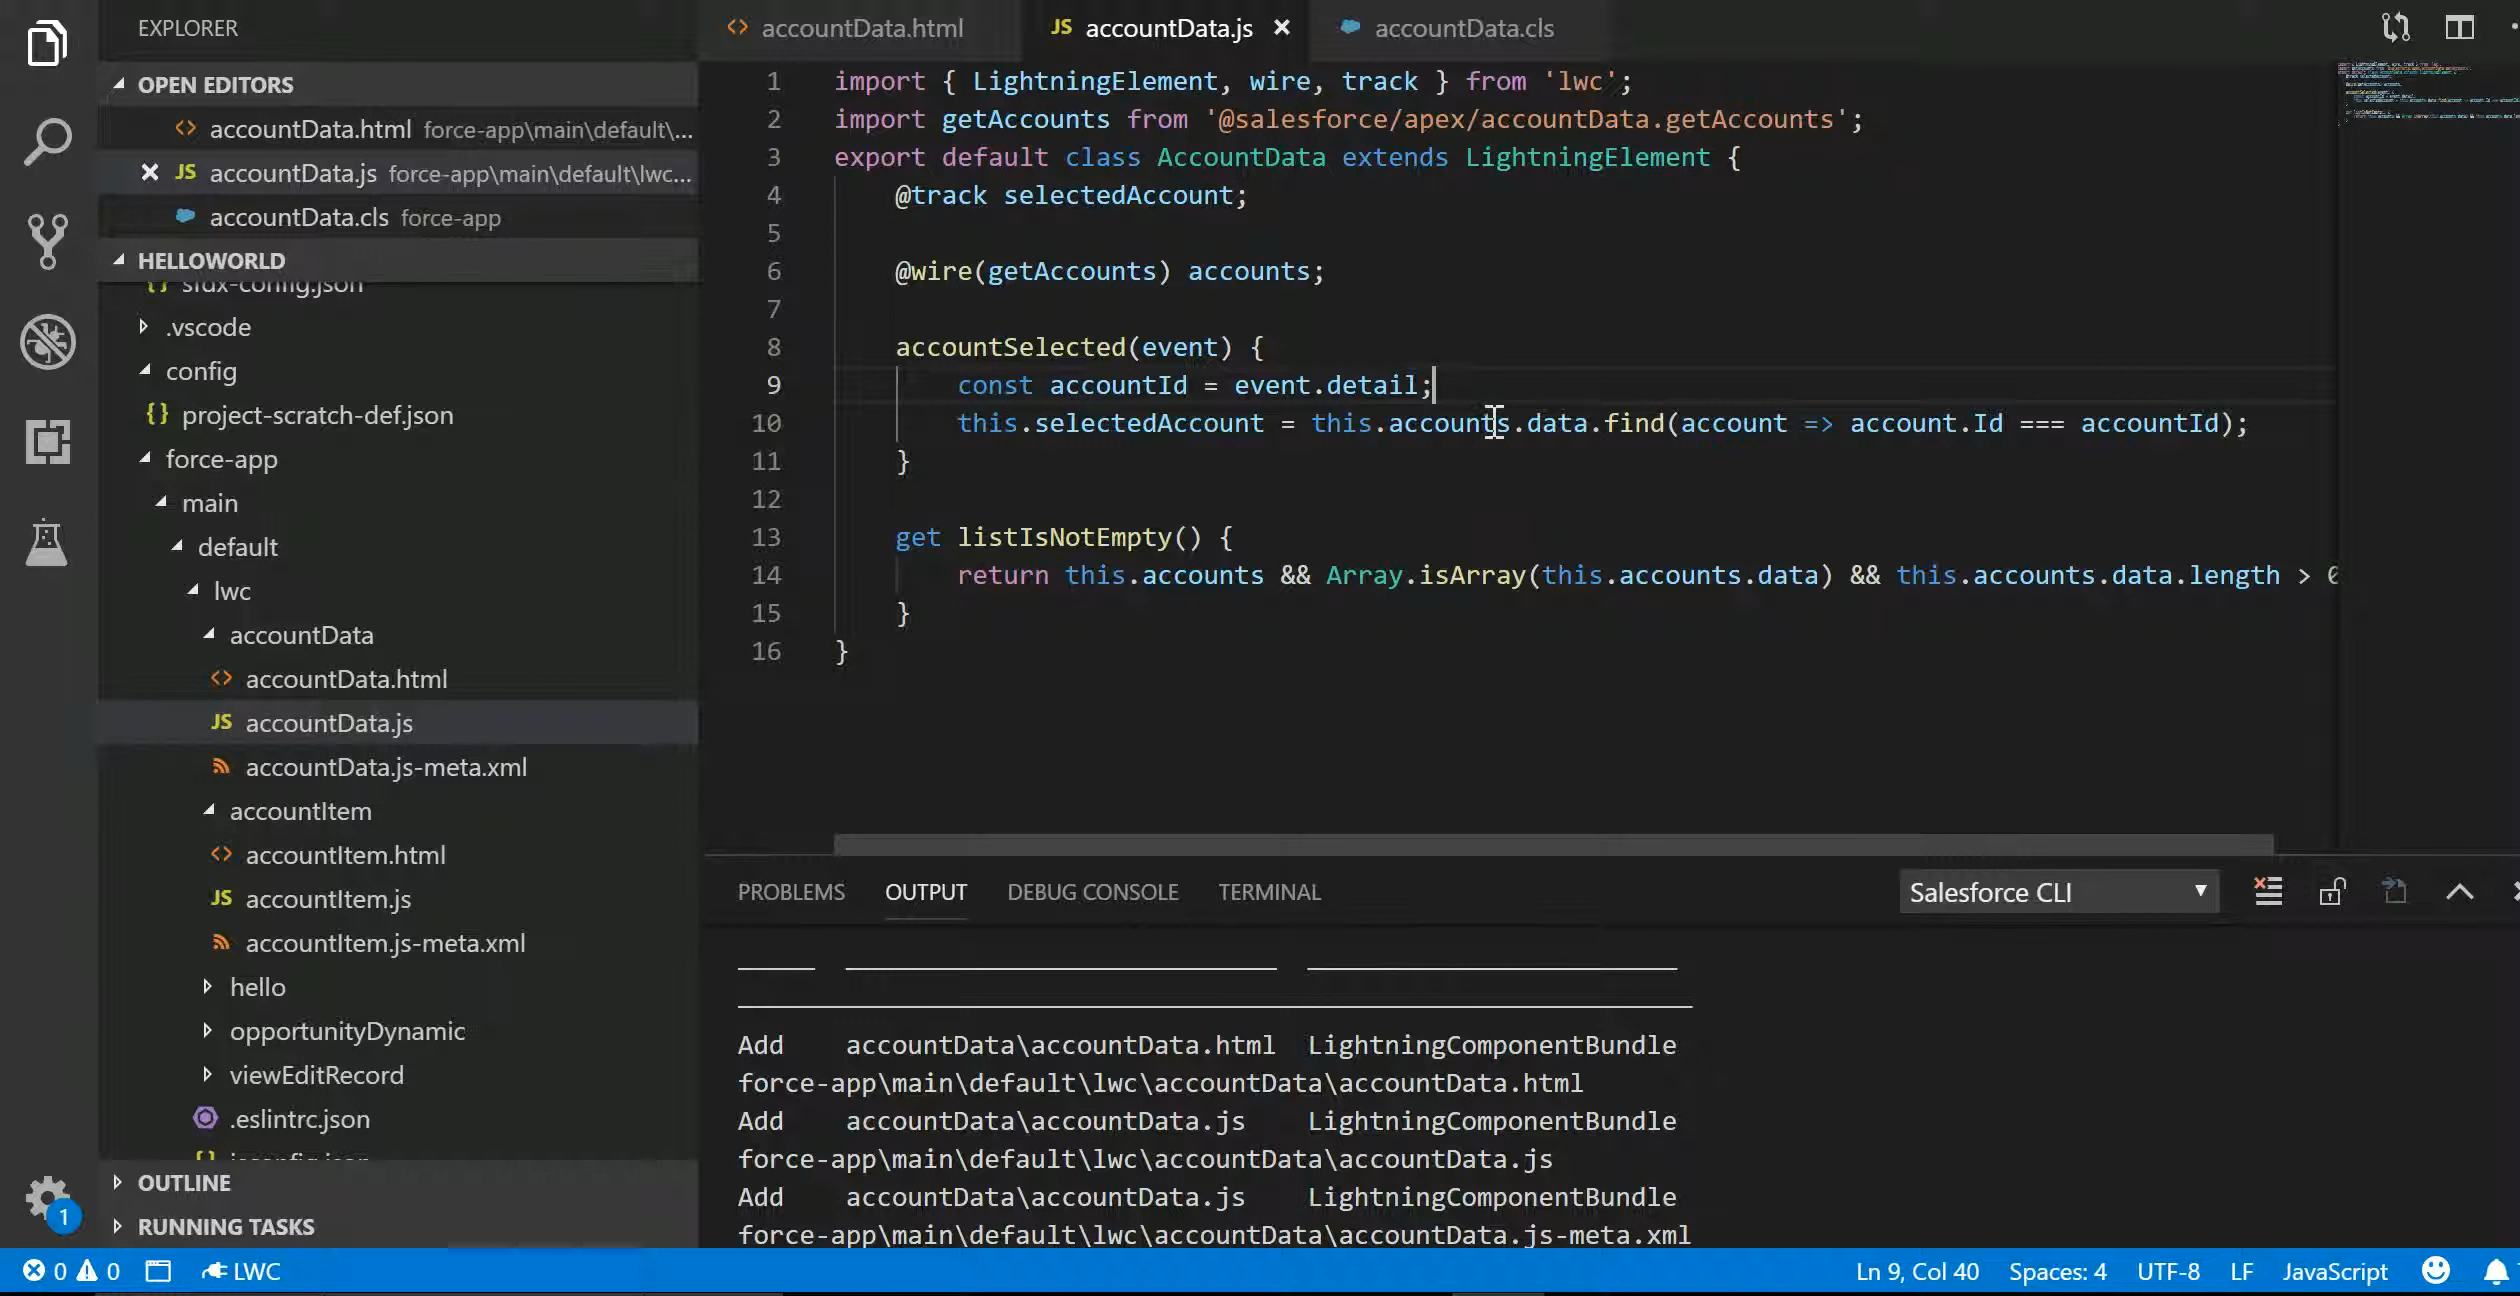 EXPLORER
OPEN EDITORS
accountData.html force-app\main\default\...
JS accountData.js force-app\main\default\lwc...
accountData.cls force-app
HELLOWORLD
sfdx-config.json
.vscode
config
{} project-scratch-def.json
force-app
main
default
lwc
accountData
<> accountData.html
JS accountData.js
accountData.js-meta.xml
accountItem
<> accountItem.html
JS accountItem.js
accountItem.js-meta.xml
hello
opportunityDynamic
viewEditRecord
.eslintrc.json
OUTLINE
RUNNING TASKS
1
<> accountData.html
JS accountData.js
accountData.cls
1 import { LightningElement, wire, track } from 'lwc';
2 import getAccounts from '@salesforce/apex/accountData.getAccounts';
3 export default class AccountData extends LightningElement {
4 @track selectedAccount;
5
6 @wire(getAccounts) accounts;
7
8 accountSelected(event) {
9 const accountId = event.detail;
10 this.selectedAccount = this.accounts.data.find(account => account.Id === accountId);
11 }
12
13 get listIsNotEmpty() {
14 return this.accounts && Array.isArray(this.accounts.data) && this.accounts.data.length > 0
15 }
16 }
PROBLEMS OUTPUT DEBUG CONSOLE TERMINAL
Salesforce CLI
Add accountData\accountData.html LightningComponentBundle
force-app\main\default\lwc\accountData\accountData.html
Add accountData\accountData.js LightningComponentBundle
force-app\main\default\lwc\accountData\accountData.js
Add accountData\accountData.js LightningComponentBundle
force-app\main\default\lwc\accountData\accountData.js-meta.xml
0 0 LWC
Ln 9, Col 40 Spaces: 4 UTF-8 LF JavaScript